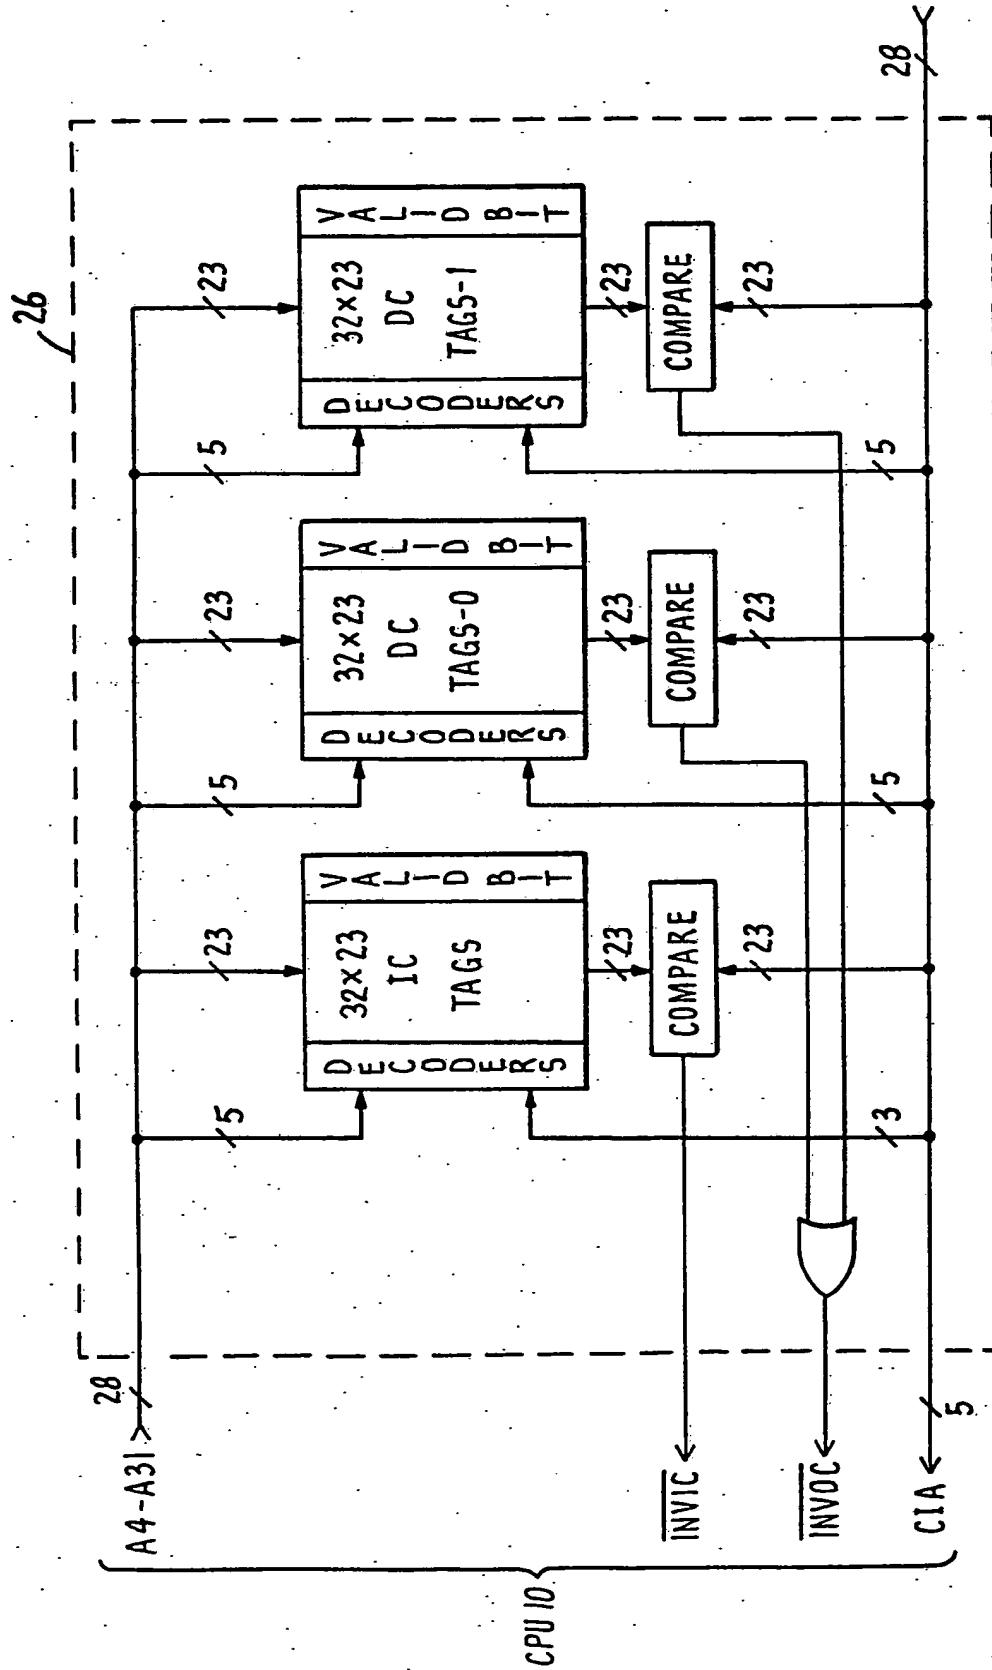 26
CPU 10
A4-A31
28
5
23
5
23
5
23
DECODERS
32×23
IC
TAGS
VALID BIT
DECODERS
32×23
DC
TAGS-0
VALID BIT
DECODERS
32×23
DC
TAGS-1
VALID BIT
23
23
23
COMPARE
COMPARE
COMPARE
INVIC
3
23
5
23
5
23
INVDC
CIA
5
28